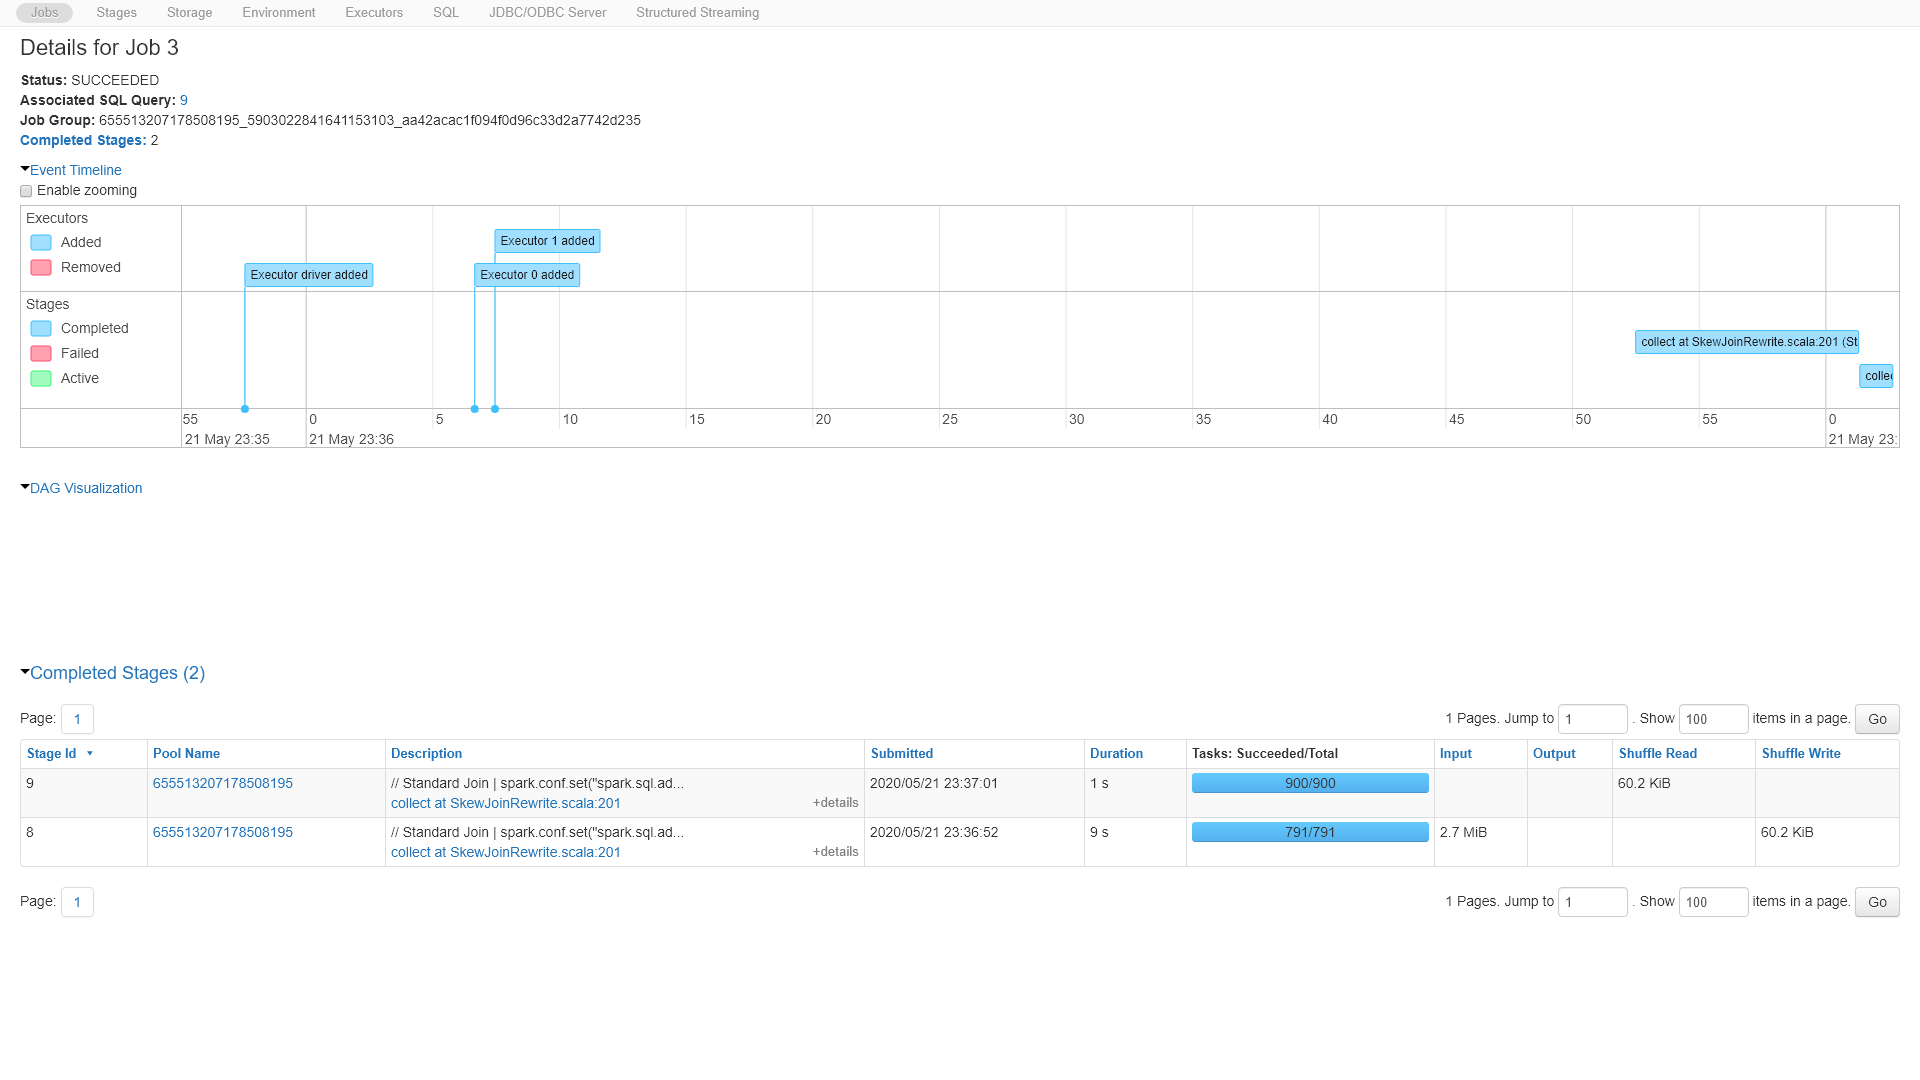 Jobs Stages Storage Environment Executors SQL JDBC/ODBC Server Structured Streaming
Details for Job 3
Status: SUCCEEDED
Associated SQL Query: 9
Job Group: 655513207178508195_5903022841641153103_aa42acac1f094f0d96c33d2a7742d235
Completed Stages: 2
Event Timeline
Enable zooming
Executors
Added
Removed
Executor 1 added
Executor driver added
Executor 0 added
Stages
Completed
Failed
Active
collect at SkewJoinRewrite.scala:201 (St
collec
55 0 5 10 15 20 25 30 35 40 45 50 55 0
21 May 23:35 21 May 23:36 21 May 23:
DAG Visualization
Completed Stages (2)
Page: 1 1 Pages. Jump to 1 . Show 100 items in a page. Go
Stage Id Pool Name Description Submitted Duration Tasks: Succeeded/Total Input Output Shuffle Read Shuffle Write
9 655513207178508195 // Standard Join | spark.conf.set("spark.sql.ad... 2020/05/21 23:37:01 1 s 900/900 60.2 KiB
collect at SkewJoinRewrite.scala:201 +details
8 655513207178508195 // Standard Join | spark.conf.set("spark.sql.ad... 2020/05/21 23:36:52 9 s 791/791 2.7 MiB 60.2 KiB
collect at SkewJoinRewrite.scala:201 +details
Page: 1 1 Pages. Jump to 1 . Show 100 items in a page. Go